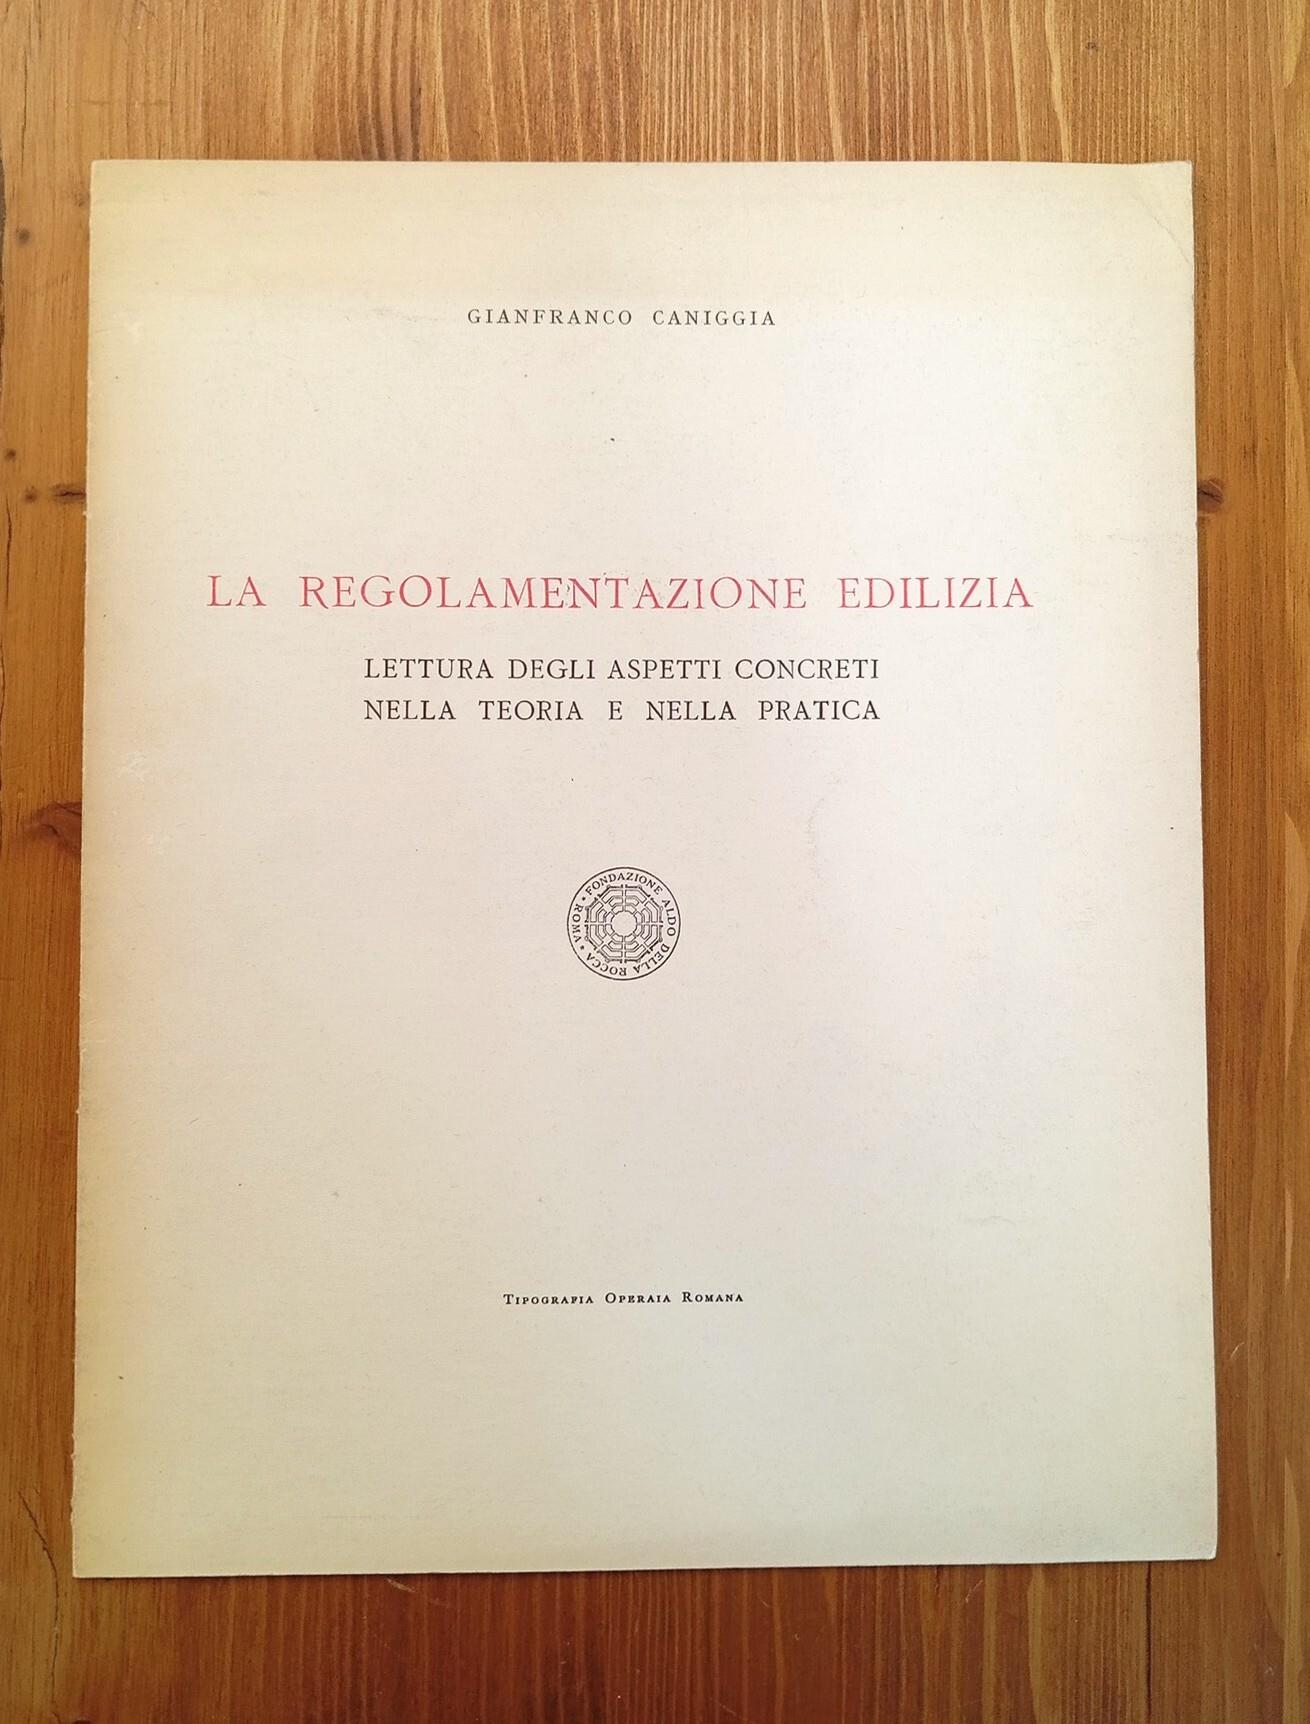 GIANFRANCO CANIGGIA
LA REGOLAMENTAZIONE EDILIZIA
LETTURA DEGLI ASPETTI CONCRETI
NELLA TEORIA E NELLA PRATICA
FONDAZIONE ALDO DELLA ROCCA • ROMA •
TIPOGRAFIA OPERAIA ROMANA